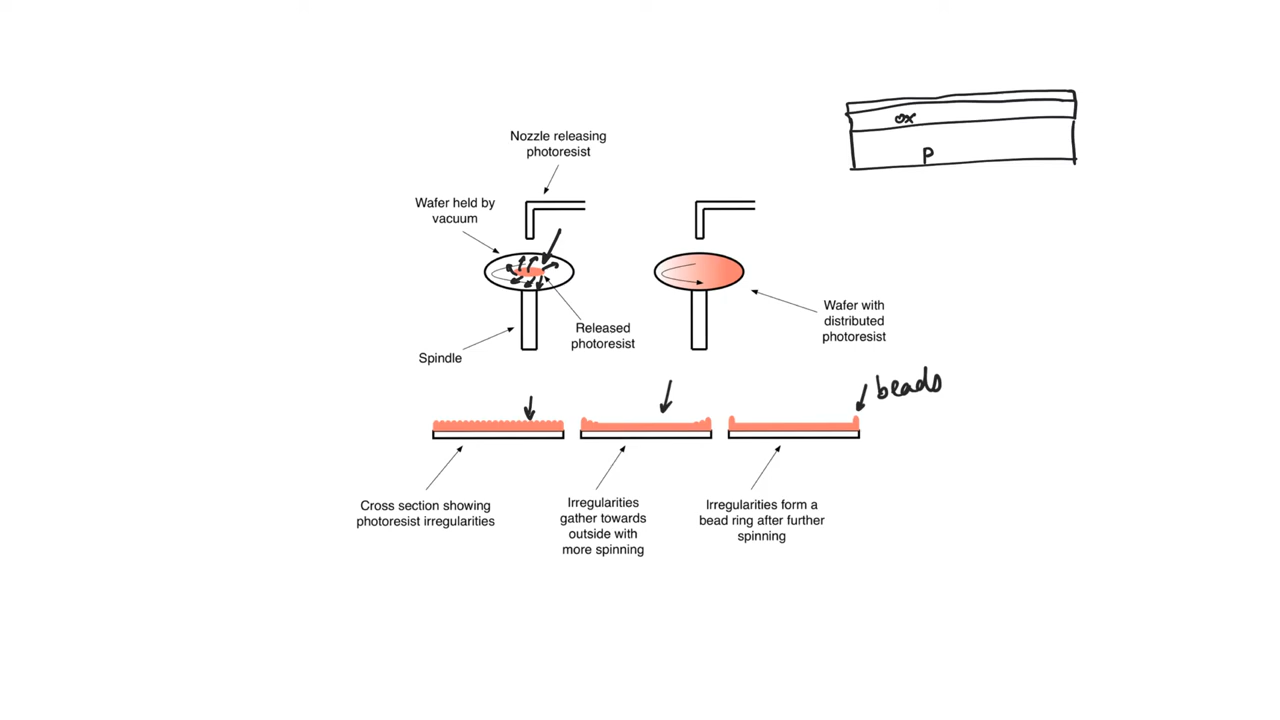 ox
P
Nozzle releasing
photoresist
Wafer held by
vacuum
Released
photoresist
Spindle
Wafer with
distributed
photoresist
beads
Cross section showing
photoresist irregularities
Irregularities
gather towards
outside with
more spinning
Irregularities form a
bead ring after further
spinning